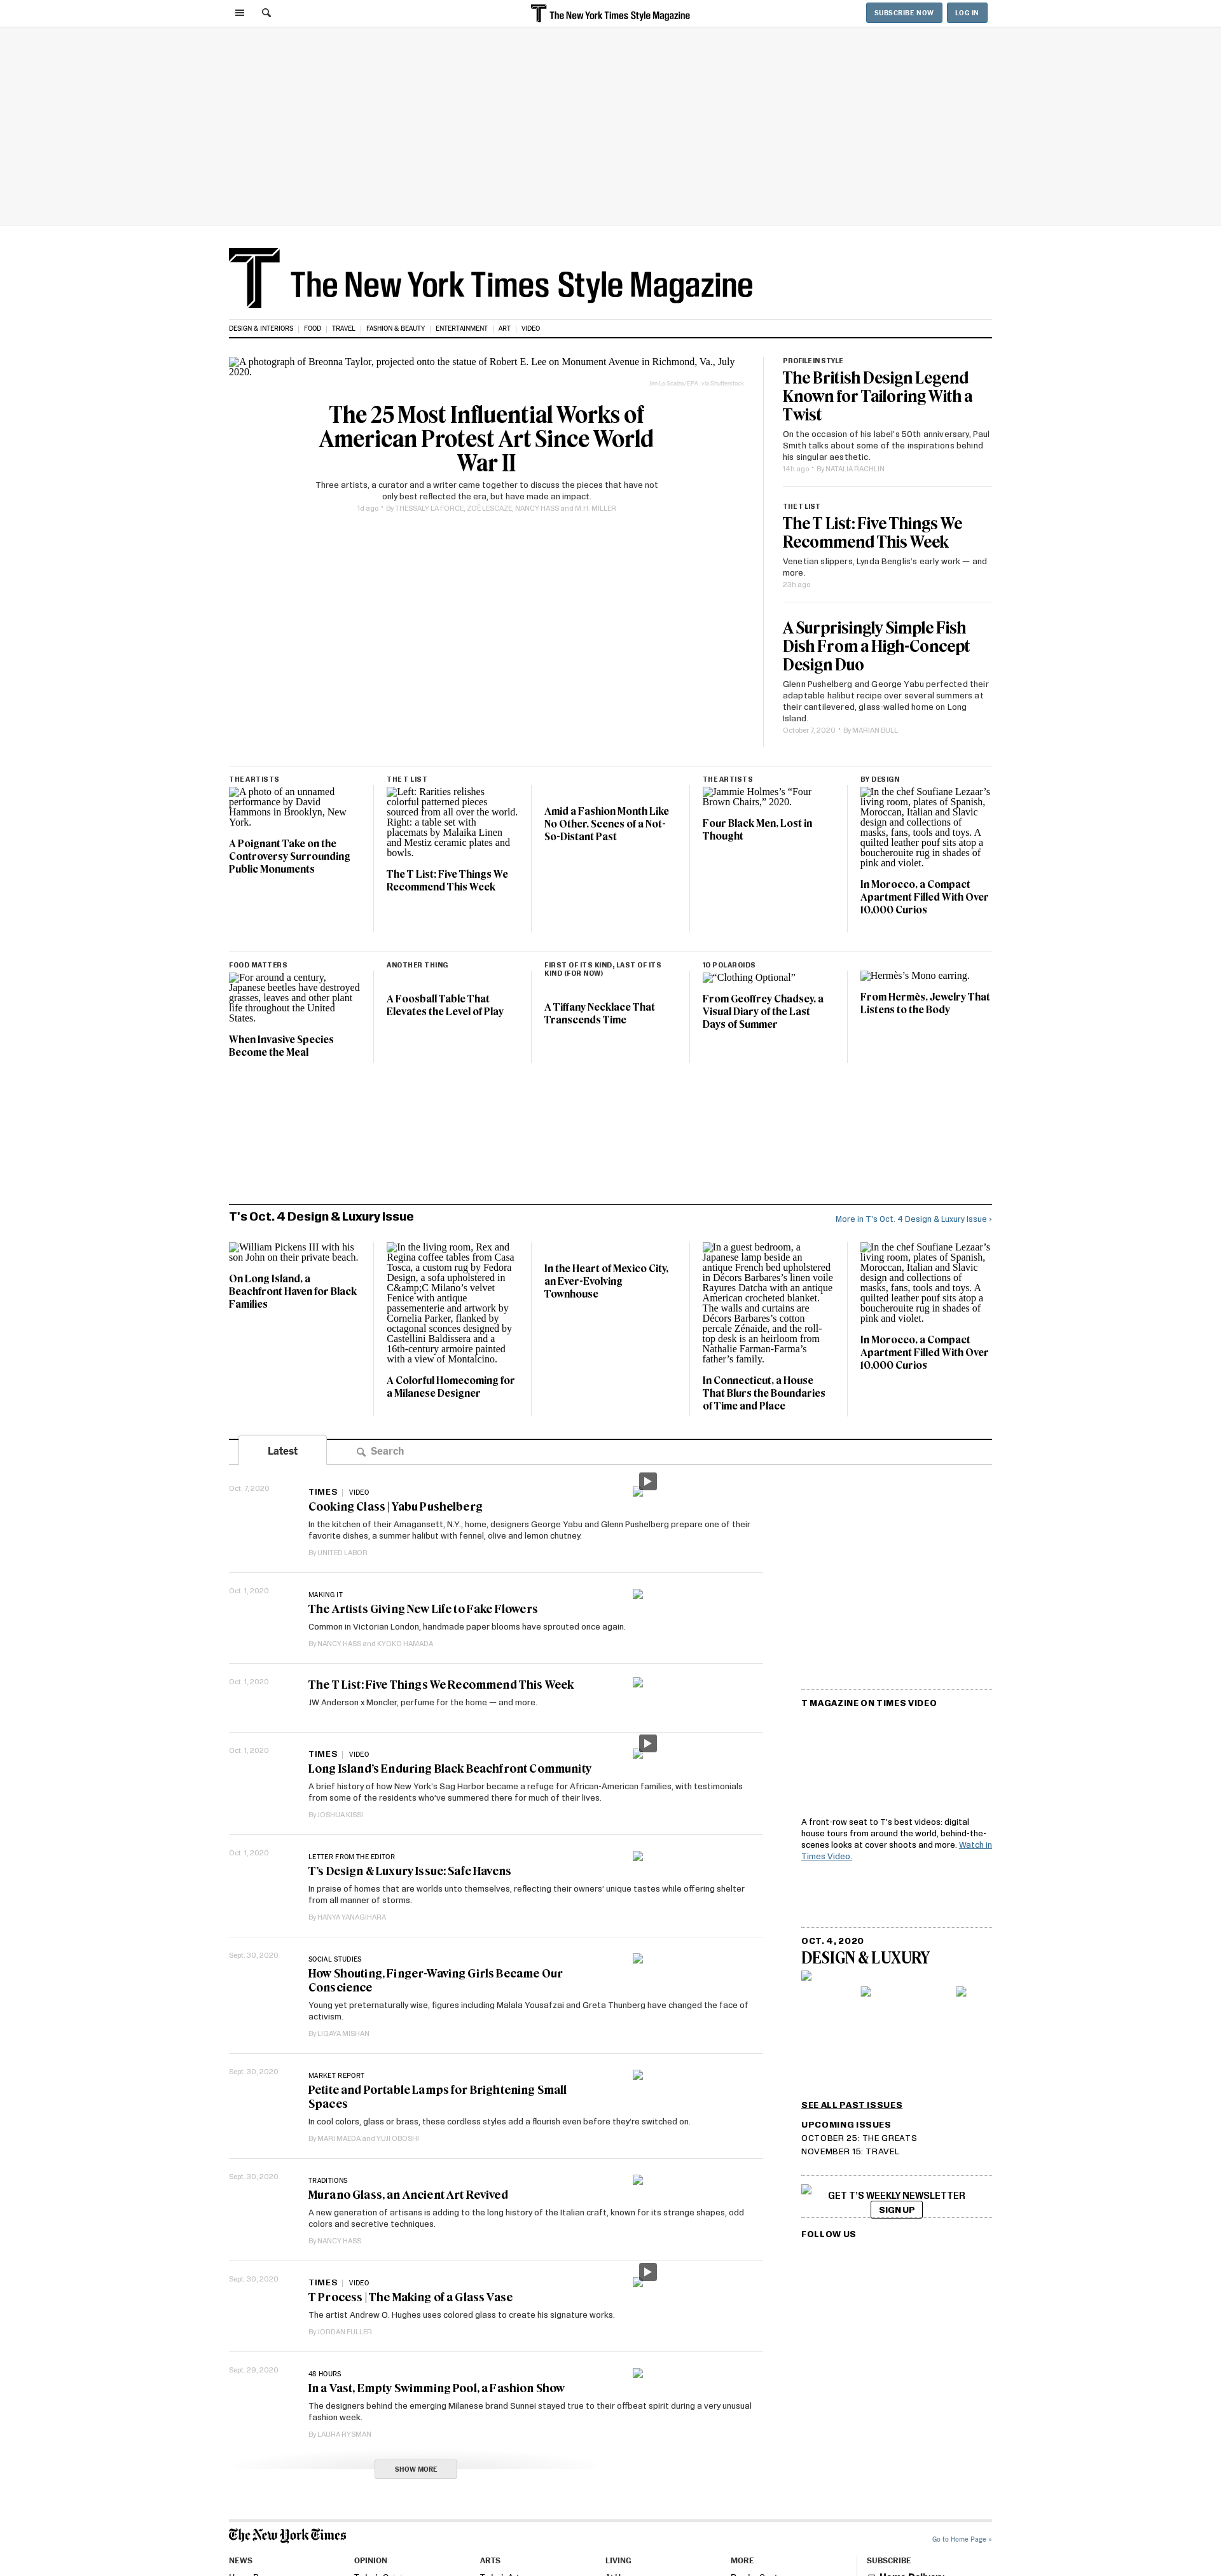 The New York Times Style Magazine
SUBSCRIBE NOW
LOG IN
The New York Times Style Magazine
DESIGN & INTERIORS | FOOD | TRAVEL | FASHION & BEAUTY | ENTERTAINMENT | ART | VIDEO
A photograph of Breonna Taylor, projected onto the statue of Robert E. Lee on Monument Avenue in Richmond, Va., July
2020.
Jim Lo Scalzo/EPA, via Shutterstock
The 25 Most Influential Works of
American Protest Art Since World
War II
Three artists, a curator and a writer came together to discuss the pieces that have not
only best reflected the era, but have made an impact.
1d ago · By THESSALY LA FORCE, ZOË LESCAZE, NANCY HASS and M.H. MILLER
PROFILE IN STYLE
The British Design Legend
Known for Tailoring With a
Twist
On the occasion of his label's 50th anniversary, Paul
Smith talks about some of the inspirations behind
his singular aesthetic.
14h ago · By NATALIA RACHLIN
THE T LIST
The T List: Five Things We
Recommend This Week
Venetian slippers, Lynda Benglis's early work — and
more.
23h ago
A Surprisingly Simple Fish
Dish From a High-Concept
Design Duo
Glenn Pushelberg and George Yabu perfected their
adaptable halibut recipe over several summers at
their cantilevered, glass-walled home on Long
Island.
October 7, 2020 · By MARIAN BULL
THE ARTISTS
A photo of an unnamed
performance by David
Hammons in Brooklyn, New
York.
A Poignant Take on the
Controversy Surrounding
Public Monuments
THE T LIST
Left: Rarities relishes
colorful patterned pieces
sourced from all over the world.
Right: a table set with
placemats by Malaika Linen
and Mestiz ceramic plates and
bowls.
The T List: Five Things We
Recommend This Week
Amid a Fashion Month Like
No Other, Scenes of a Not-
So-Distant Past
THE ARTISTS
Jammie Holmes's “Four
Brown Chairs,” 2020.
Four Black Men, Lost in
Thought
BY DESIGN
In the chef Soufiane Lezaar’s
living room, plates of Spanish,
Moroccan, Italian and Slavic
design and collections of
masks, fans, tools and toys. A
quilted leather pouf sits atop a
boucherouite rug in shades of
pink and violet.
In Morocco, a Compact
Apartment Filled With Over
10,000 Curios
FOOD MATTERS
For around a century,
Japanese beetles have destroyed
grasses, leaves and other plant
life throughout the United
States.
When Invasive Species
Become the Meal
ANOTHER THING
A Foosball Table That
Elevates the Level of Play
FIRST OF ITS KIND, LAST OF ITS
KIND (FOR NOW)
A Tiffany Necklace That
Transcends Time
10 POLAROIDS
“Clothing Optional”
From Geoffrey Chadsey, a
Visual Diary of the Last
Days of Summer
Hermès’s Mono earring.
From Hermès, Jewelry That
Listens to the Body
T's Oct. 4 Design & Luxury Issue
More in T's Oct. 4 Design & Luxury Issue ›
William Pickens III with his
son John on their private beach.
On Long Island, a
Beachfront Haven for Black
Families
In the living room, Rex and
Regina coffee tables from Casa
Tosca, a custom rug by Fedora
Design, a sofa upholstered in
C&amp;C Milano’s velvet
Fenice with antique
passementerie and artwork by
Cornelia Parker, flanked by
octagonal sconces designed by
Castellini Baldissera and a
16th-century armoire painted
with a view of Montalcino.
A Colorful Homecoming for
a Milanese Designer
In the Heart of Mexico City,
an Ever-Evolving
Townhouse
In a guest bedroom, a
Japanese lamp beside an
antique French bed upholstered
in Décors Barbares’s linen voile
Rayures Datcha with an antique
American crocheted blanket.
The walls and curtains are
Décors Barbares’s cotton
percale Zénaide, and the roll-
top desk is an heirloom from
Nathalie Farman-Farma’s
father’s family.
In Connecticut, a House
That Blurs the Boundaries
of Time and Place
In the chef Soufiane Lezaar’s
living room, plates of Spanish,
Moroccan, Italian and Slavic
design and collections of
masks, fans, tools and toys. A
quilted leather pouf sits atop a
boucherouite rug in shades of
pink and violet.
In Morocco, a Compact
Apartment Filled With Over
10,000 Curios
Latest
Search
Oct. 7, 2020
TIMES | VIDEO
Cooking Class | Yabu Pushelberg
In the kitchen of their Amagansett, N.Y., home, designers George Yabu and Glenn Pushelberg prepare one of their
favorite dishes, a summer halibut with fennel, olive and lemon chutney.
By UNITED LABOR
Oct. 1, 2020
MAKING IT
The Artists Giving New Life to Fake Flowers
Common in Victorian London, handmade paper blooms have sprouted once again.
By NANCY HASS and KYOKO HAMADA
Oct. 1, 2020
The T List: Five Things We Recommend This Week
JW Anderson x Moncler, perfume for the home — and more.
Oct. 1, 2020
TIMES | VIDEO
Long Island’s Enduring Black Beachfront Community
A brief history of how New York’s Sag Harbor became a refuge for African-American families, with testimonials
from some of the residents who’ve summered there for much of their lives.
By JOSHUA KISSI
Oct. 1, 2020
LETTER FROM THE EDITOR
T’s Design & Luxury Issue: Safe Havens
In praise of homes that are worlds unto themselves, reflecting their owners’ unique tastes while offering shelter
from all manner of storms.
By HANYA YANAGIHARA
Sept. 30, 2020
SOCIAL STUDIES
How Shouting, Finger-Waving Girls Became Our
Conscience
Young yet preternaturally wise, figures including Malala Yousafzai and Greta Thunberg have changed the face of
activism.
By LIGAYA MISHAN
Sept. 30, 2020
MARKET REPORT
Petite and Portable Lamps for Brightening Small
Spaces
In cool colors, glass or brass, these cordless styles add a flourish even before they’re switched on.
By MARI MAEDA and YUJI OBOSHI
Sept. 30, 2020
TRADITIONS
Murano Glass, an Ancient Art Revived
A new generation of artisans is adding to the long history of the Italian craft, known for its strange shapes, odd
colors and secretive techniques.
By NANCY HASS
Sept. 30, 2020
TIMES | VIDEO
T Process | The Making of a Glass Vase
The artist Andrew O. Hughes uses colored glass to create his signature works.
By JORDAN FULLER
Sept. 29, 2020
48 HOURS
In a Vast, Empty Swimming Pool, a Fashion Show
The designers behind the emerging Milanese brand Sunnei stayed true to their offbeat spirit during a very unusual
fashion week.
By LAURA RYSMAN
SHOW MORE
T MAGAZINE ON TIMES VIDEO
A front-row seat to T's best videos: digital
house tours from around the world, behind-the-
scenes looks at cover shoots and more. Watch in
Times Video.
OCT. 4, 2020
DESIGN & LUXURY
SEE ALL PAST ISSUES
UPCOMING ISSUES
OCTOBER 25: THE GREATS
NOVEMBER 15: TRAVEL
GET T'S WEEKLY NEWSLETTER
SIGN UP
FOLLOW US
The New York Times
Go to Home Page »
NEWS
OPINION
ARTS
LIVING
MORE
SUBSCRIBE